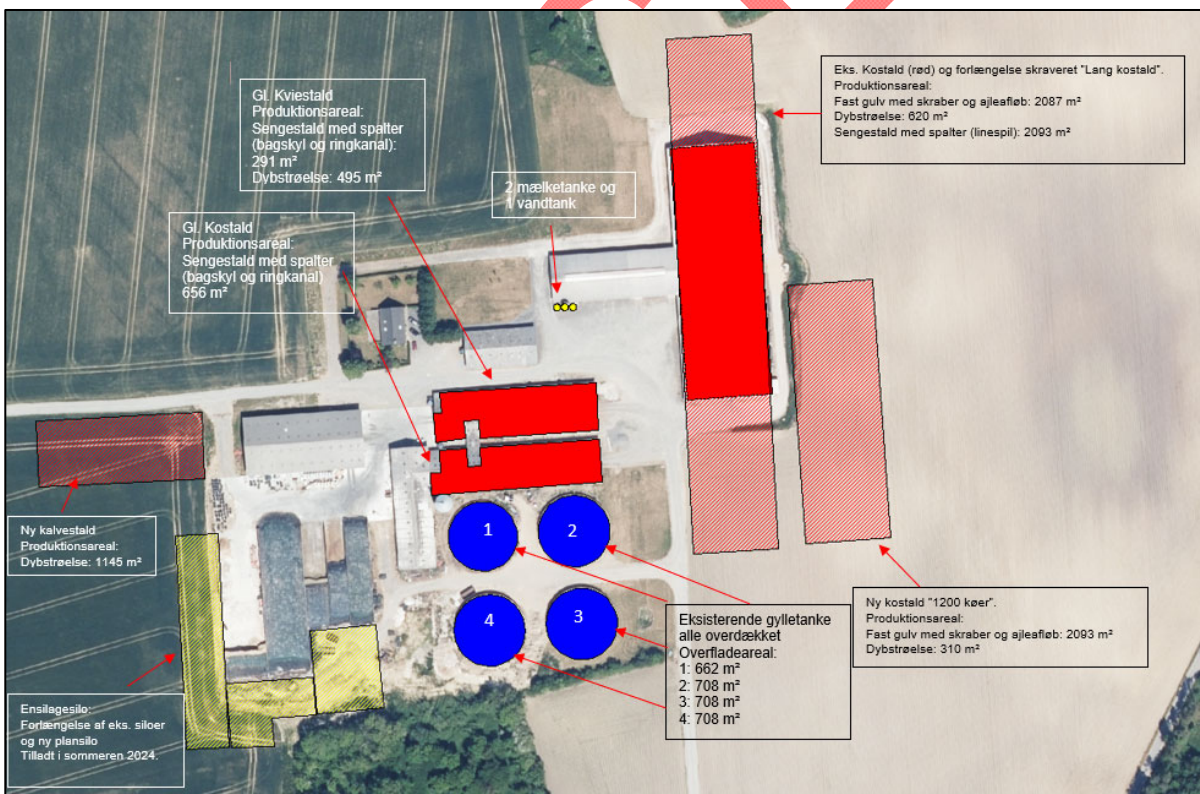 Gl. Kviestald
Produktionsareal:
Sengestald med spalter
(bagskyl og ringkanal):
291 m²
Dybstrøelse: 495 m²
Eks. Kostald (rød) og forlængelse skraveret "Lang kostald".
Produktionsareal:
Fast gulv med skraber og ajleafløb: 2087 m²
Dybstrøelse: 620 m²
Sengestald med spalter (linespil): 2093 m²
2 mælketanke og
1 vandtank
Gl. Kostald
Produktionsareal:
Sengestald med spalter
(bagskyl og ringkanal)
656 m²
Ny kalvestald
Produktionsareal:
Dybstrøelse: 1145 m²
1
2
4
3
Ny kostald "1200 køer".
Produktionsareal:
Fast gulv med skraber og ajleafløb: 2093 m²
Dybstrøelse: 310 m²
Eksisterende gylletanke
alle overdækket
Overfladeareal:
1: 662 m²
2: 708 m²
3: 708 m²
4: 708 m²
Ensilagesilo:
Forlængelse af eks. siloer
og ny plansilo
Tilladt i sommeren 2024.